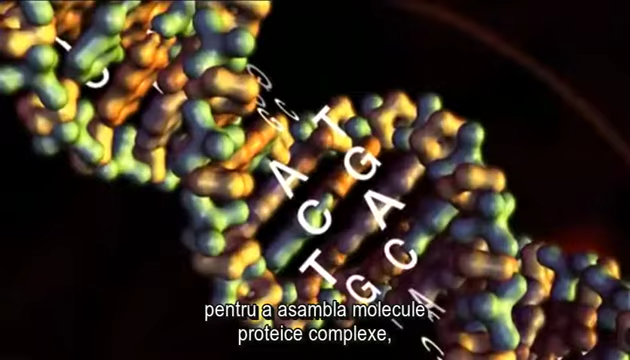 A T
C G
T A
G C
A
pentru a asambla molecule
proteice complexe,